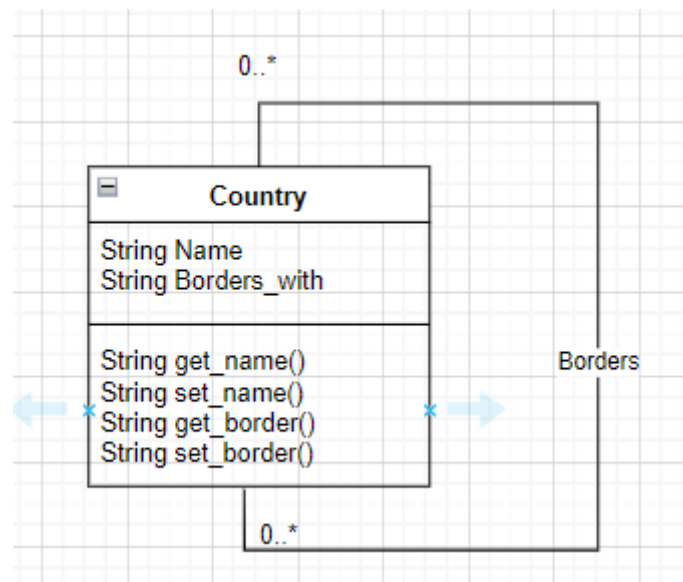 0..*
Country
String Name
String Borders_with
String get_name()
Borders
String set_name()
String get_border()
String set_border()
0..*